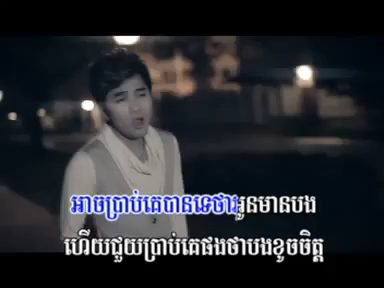 អាចប្រាប់គេបានទេថាអូនមានបង
ហើយជួយប្រាប់គេផងថាបងខូចចិត្ត